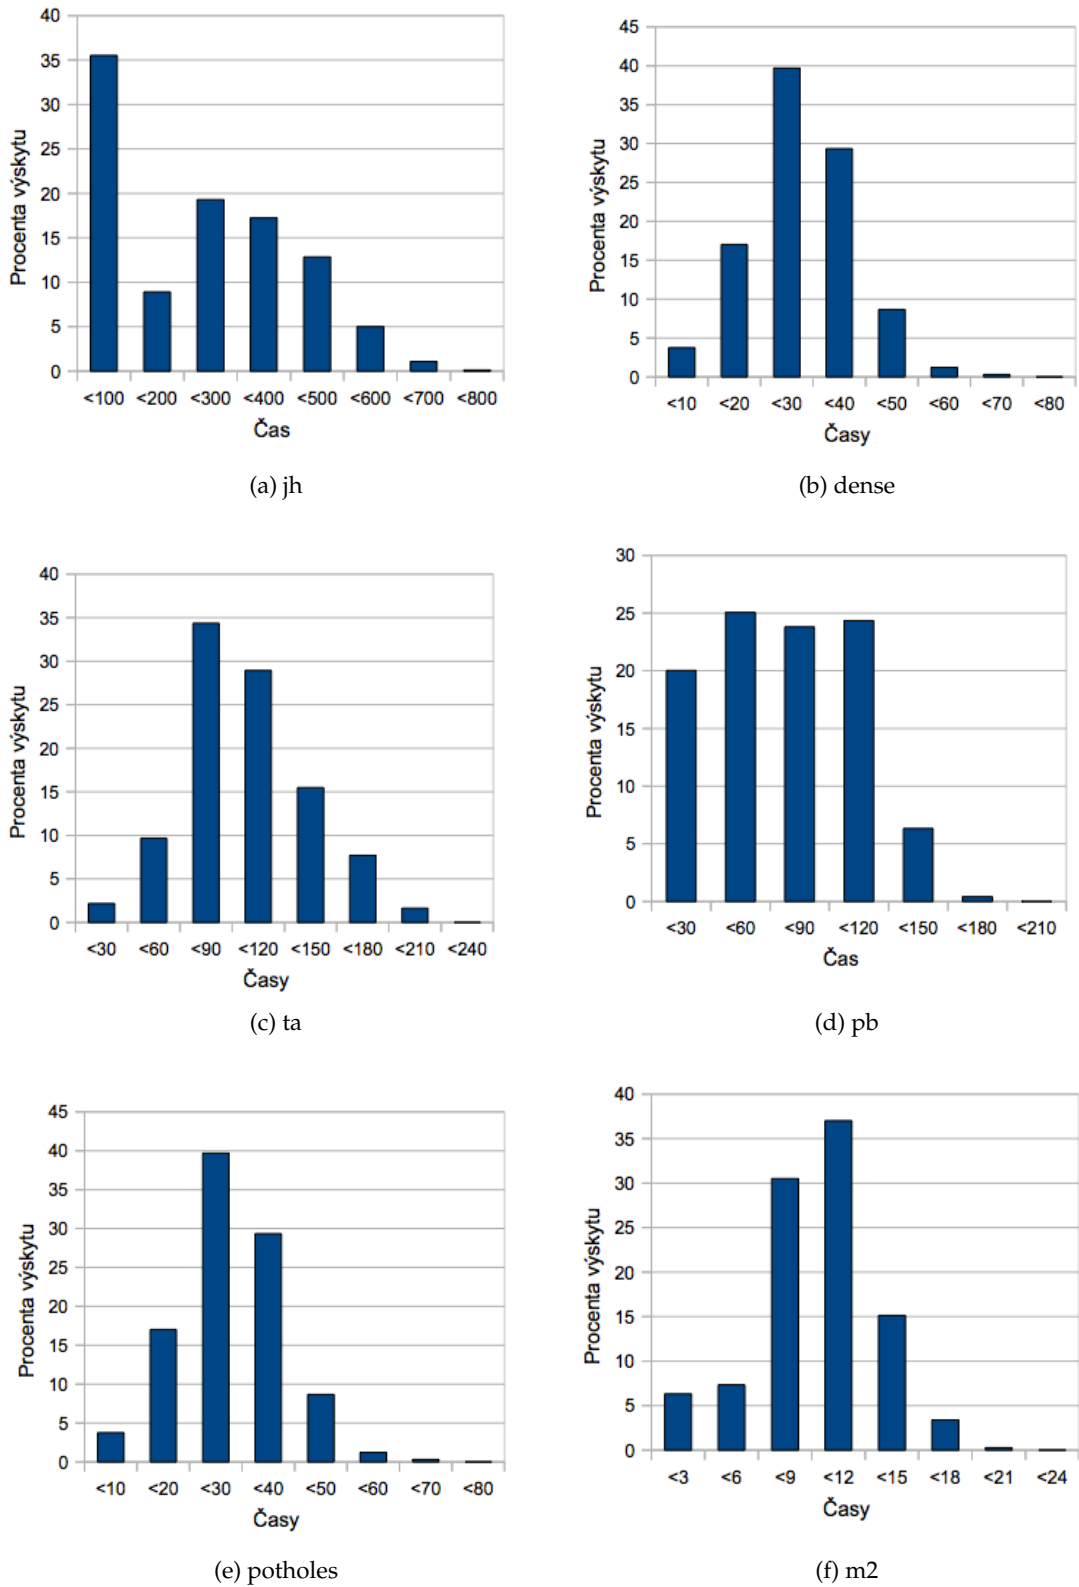 40
35
30
25
20
15
10
5
0
Procenta výskytu
<100 <200 <300 <400 <500 <600 <700 <800
Čas
(a) jh
45
40
35
30
25
20
15
10
5
0
Procenta výskytu
<10 <20 <30 <40 <50 <60 <70 <80
Časy
(b) dense
40
35
30
25
20
15
10
5
0
Procenta výskytu
<30 <60 <90 <120 <150 <180 <210 <240
Časy
(c) ta
30
25
20
15
10
5
0
Procenta výskytu
<30 <60 <90 <120 <150 <180 <210
Čas
(d) pb
45
40
35
30
25
20
15
10
5
0
Procenta výskytu
<10 <20 <30 <40 <50 <60 <70 <80
Časy
(e) potholes
40
35
30
25
20
15
10
5
0
Procenta výskytu
<3 <6 <9 <12 <15 <18 <21 <24
Časy
(f) m2